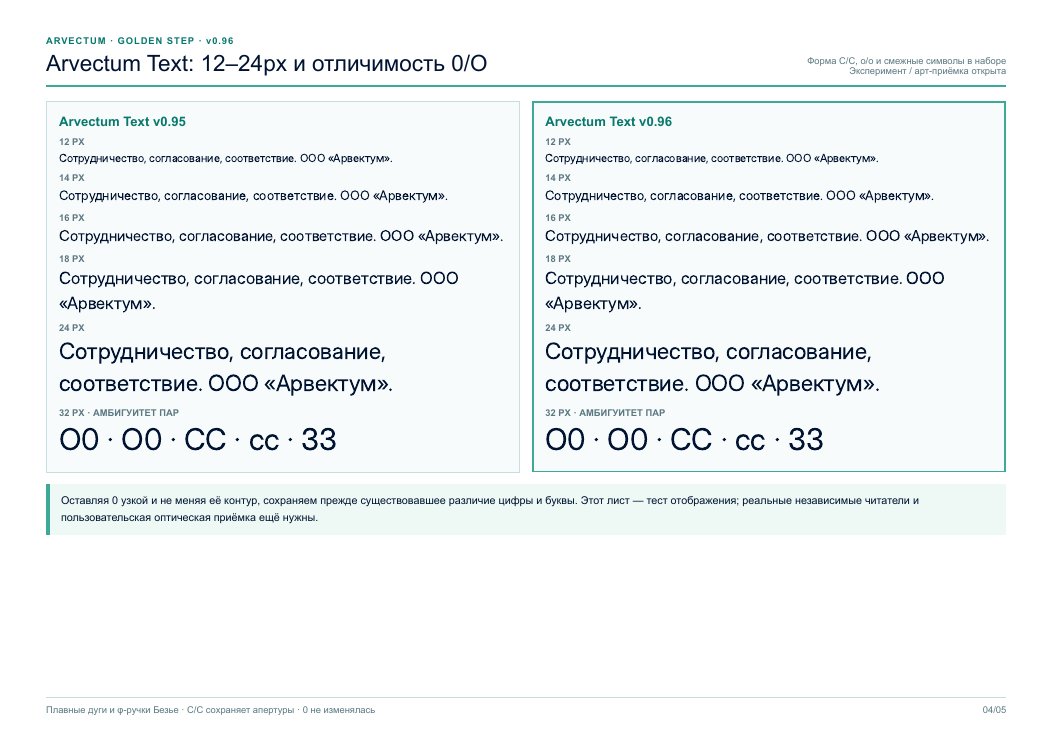 ARVECTUM · GOLDEN STEP · v0.96
Arvectum Text: 12–24px и отличимость 0/О
Форма С/С, о/о и смежные символы в наборе
Эксперимент / арт-приёмка открыта
Arvectum Text v0.95
12 PX
Сотрудничество, согласование, соответствие. ООО «Арвектум».
14 PX
Сотрудничество, согласование, соответствие. ООО «Арвектум».
16 PX
Сотрудничество, согласование, соответствие. ООО «Арвектум».
18 PX
Сотрудничество, согласование, соответствие. ООО
«Арвектум».
24 PX
Сотрудничество, согласование,
соответствие. ООО «Арвектум».
32 PX · АМБИГУИТЕТ ПАР
О0 · O0 · СС · сс · 33
Arvectum Text v0.96
12 PX
Сотрудничество, согласование, соответствие. ООО «Арвектум».
14 PX
Сотрудничество, согласование, соответствие. ООО «Арвектум».
16 PX
Сотрудничество, согласование, соответствие. ООО «Арвектум».
18 PX
Сотрудничество, согласование, соответствие. ООО
«Арвектум».
24 PX
Сотрудничество, согласование,
соответствие. ООО «Арвектум».
32 PX · АМБИГУИТЕТ ПАР
О0 · O0 · СС · сс · 33
Оставляя 0 узкой и не меняя её контур, сохраняем прежде существовавшее различие цифры и буквы. Этот лист — тест отображения; реальные независимые читатели и
пользовательская оптическая приёмка ещё нужны.
Плавные дуги и φ-ручки Безье · С/С сохраняет апертуры · 0 не изменялась
04/05